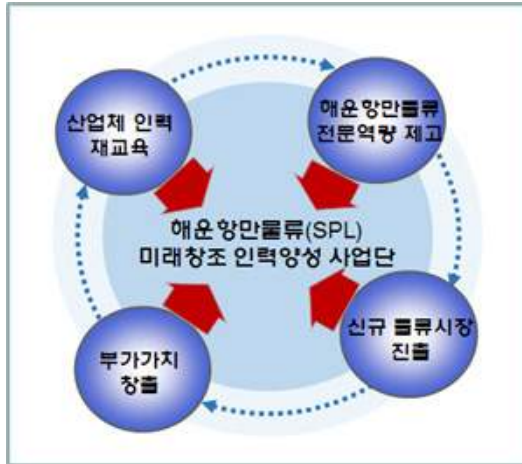 산업체 인력
재교육
해운항만물류
전문역량 제고
해운항만물류(SPL)
미래창조 인력양성 사업단
부가가치
창출
신규 물류시장
진출